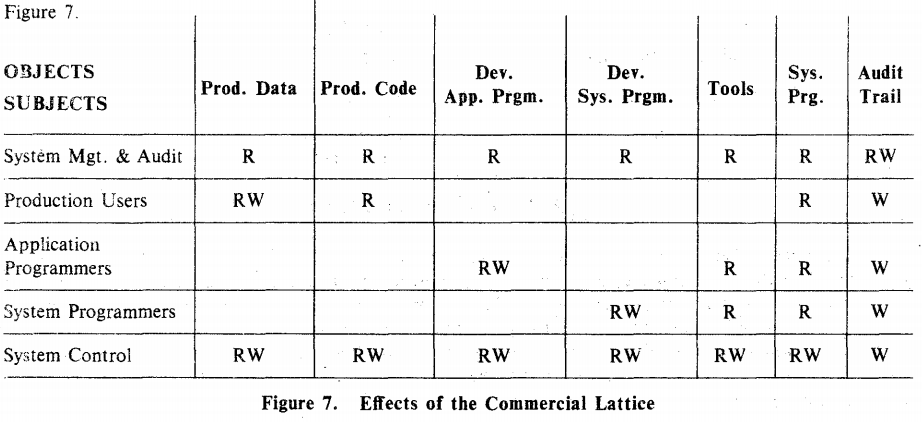 Figure 7.
OBJECTS
SUBJECTS
Prod. Data
Prod. Code
Dev.
App. Prgm.
Dev.
Sys. Prgm.
Tools
Sys.
Prg.
Audit
Trail
System Mgt. & Audit R R R R R R RW
Production Users RW R R W
Application
Programmers RW R R W
System Programmers RW R R W
System Control RW RW RW RW RW RW W
Figure 7. Effects of the Commercial Lattice